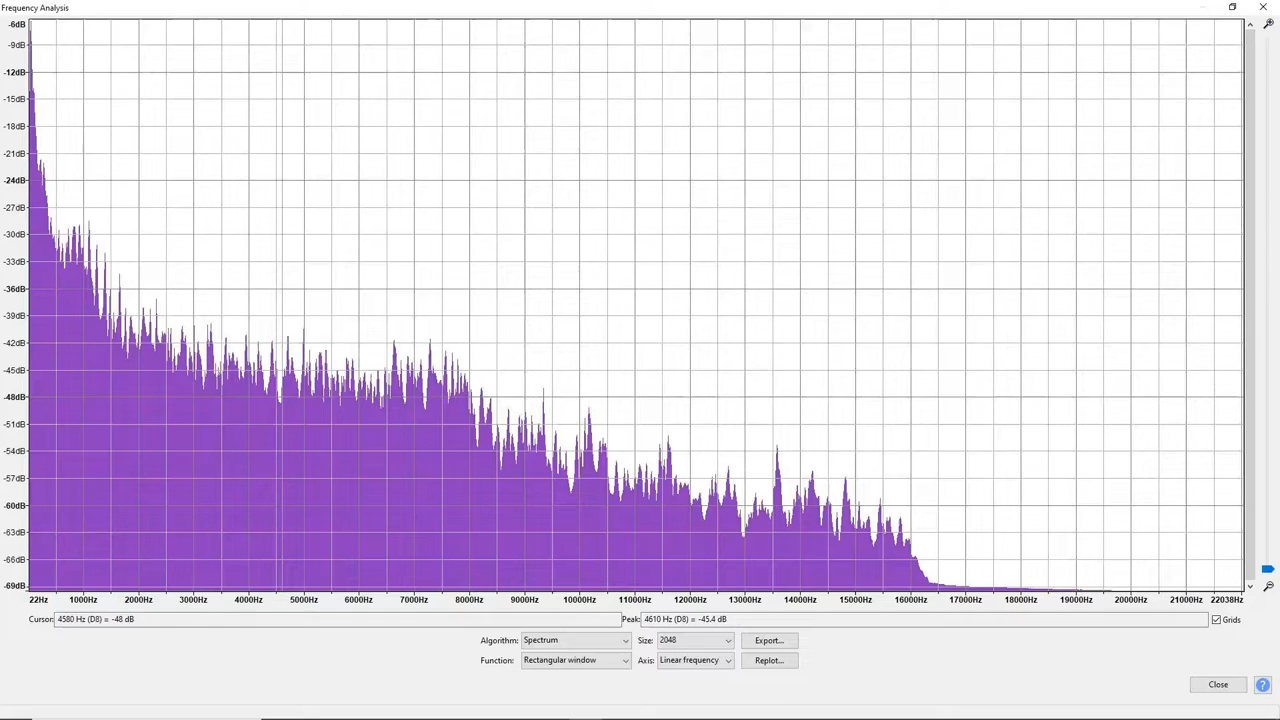 Frequency Analysis
-6dB
-9dB
-12dB
-15dB
-18dB
-21dB
-24dB
-27dB
-30dB
-33dB
-36dB
-39dB
-42dB
-45dB
-48dB
-51dB
-54dB
-57dB
-60dB
-63dB
-66dB
-69dB
22Hz 1000Hz 2000Hz 3000Hz 4000Hz 5000Hz 6000Hz 7000Hz 8000Hz 9000Hz 10000Hz 11000Hz 12000Hz 13000Hz 14000Hz 15000Hz 16000Hz 17000Hz 18000Hz 19000Hz 20000Hz 21000Hz 22038Hz
Cursor: 4580 Hz (D8) = -48 dB Peak: 4610 Hz (D8) = -45.4 dB Grids
Algorithm: Spectrum Size: 2048 Export...
Function: Rectangular window Axis: Linear frequency Replot...
Close ?